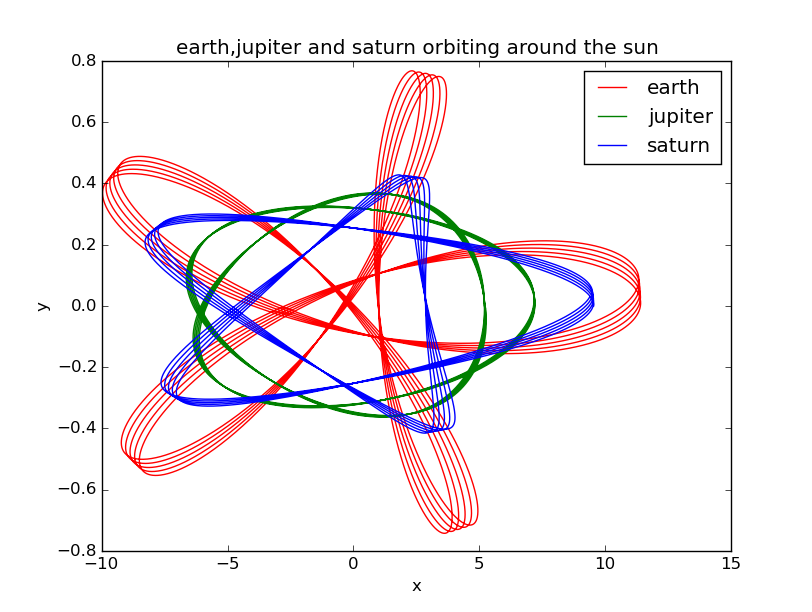 earth,jupiter and saturn orbiting around the sun
0.8
earth
jupiter
saturn
0.6
0.4
0.2
y
0.0
−0.2
−0.4
−0.6
−0.8
−10
−5
0
5
10
15
x